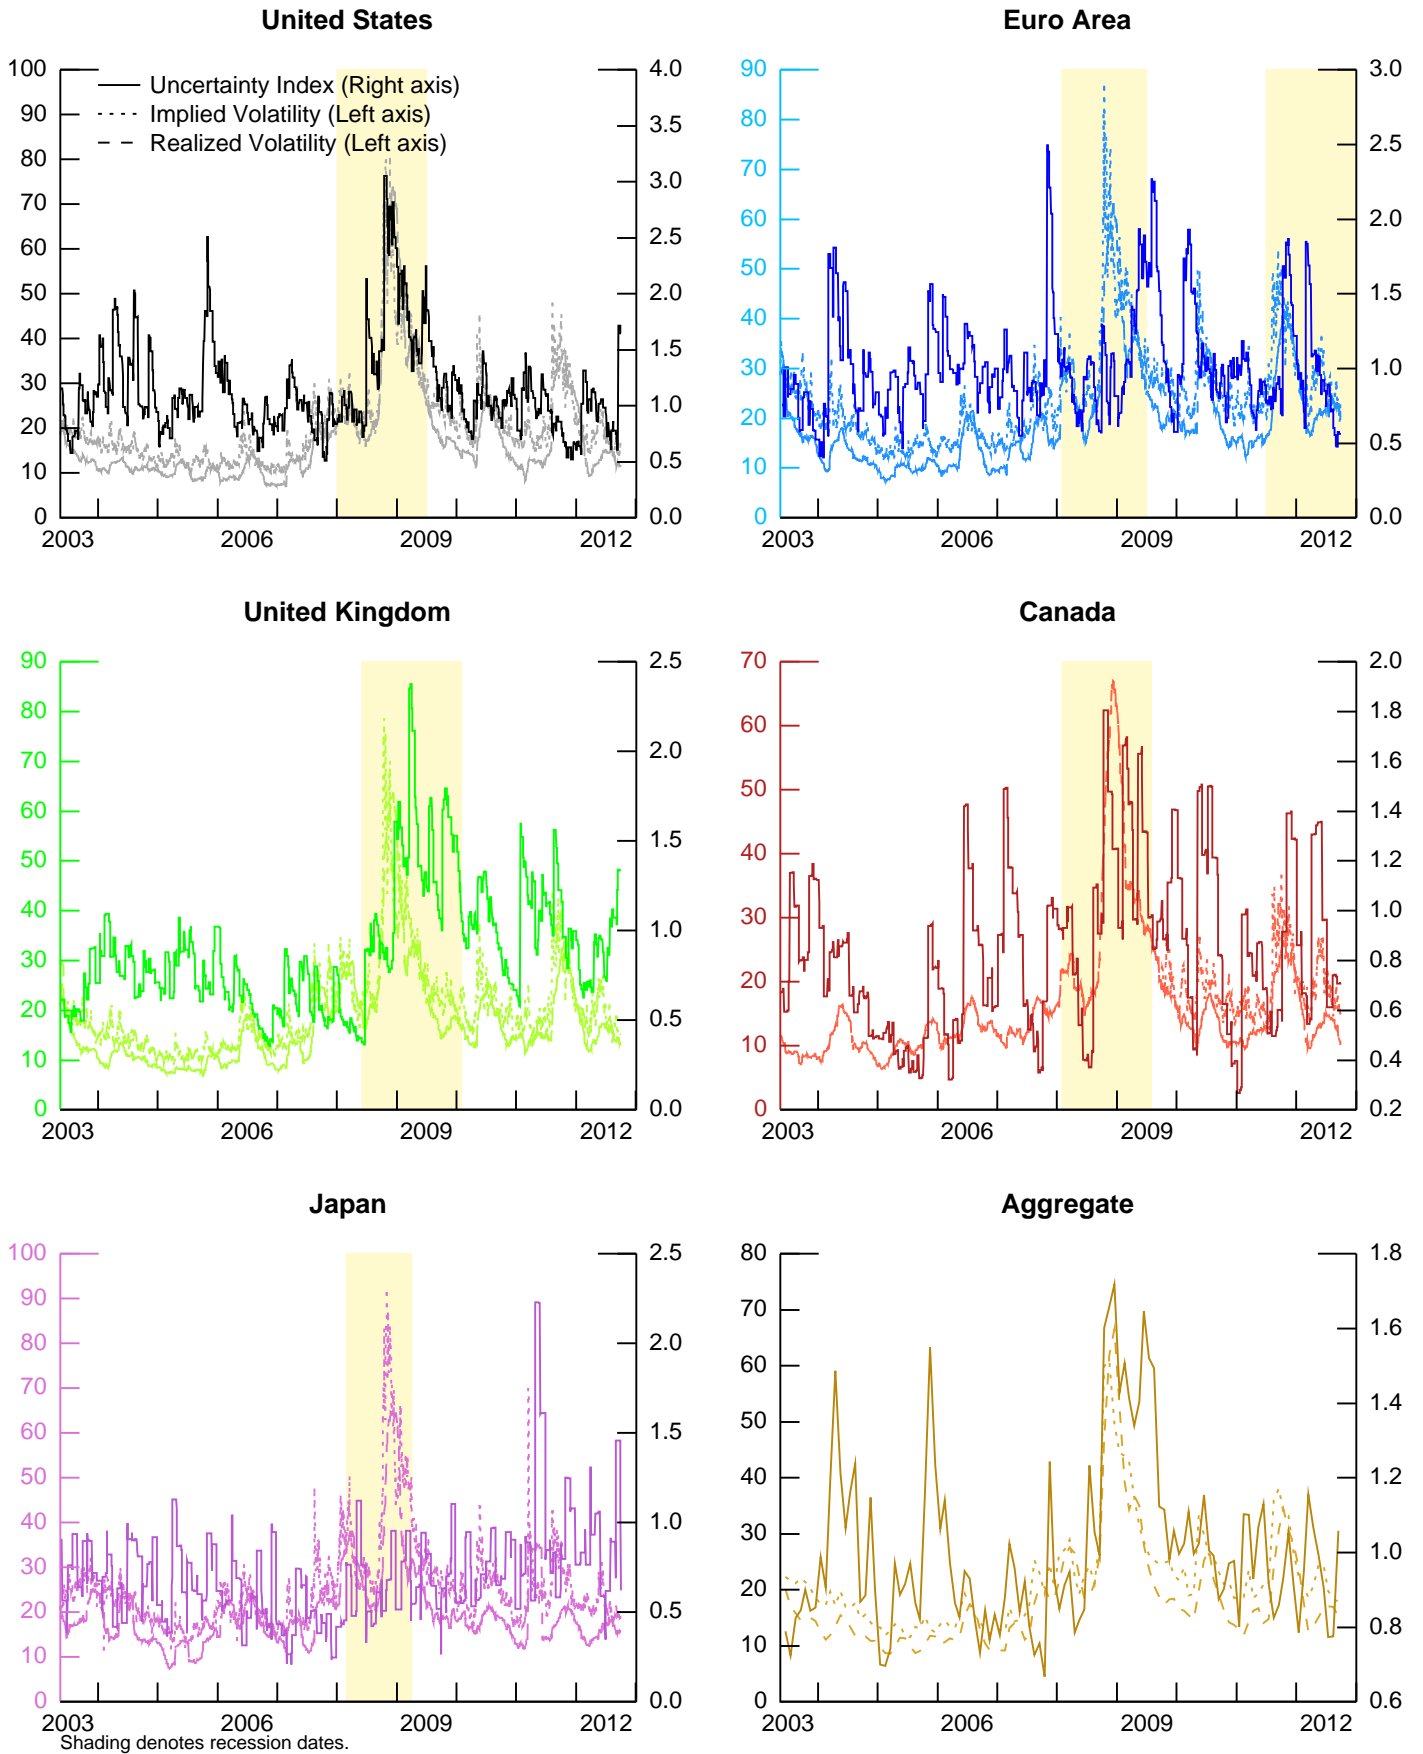 United States
Euro Area
100 90 80 70 60 50 40 30 20 10 0
Uncertainty Index (Right axis)
Implied Volatility (Left axis)
Realized Volatility (Left axis)
4.0 3.5 3.0 2.5 2.0 1.5 1.0 0.5 0.0
2003 2006 2009 2012
90 80 70 60 50 40 30 20 10 0
3.0 2.5 2.0 1.5 1.0 0.5 0.0
2003 2006 2009 2012
United Kingdom
Canada
90 80 70 60 50 40 30 20 10 0
2.5 2.0 1.5 1.0 0.5 0.0
2003 2006 2009 2012
70 60 50 40 30 20 10 0
2.0 1.8 1.6 1.4 1.2 1.0 0.8 0.6 0.4 0.2
2003 2006 2009 2012
Japan
Aggregate
100 90 80 70 60 50 40 30 20 10 0
2.5 2.0 1.5 1.0 0.5 0.0
2003 2006 2009 2012
80 70 60 50 40 30 20 10 0
1.8 1.6 1.4 1.2 1.0 0.8 0.6
2003 2006 2009 2012
Shading denotes recession dates.